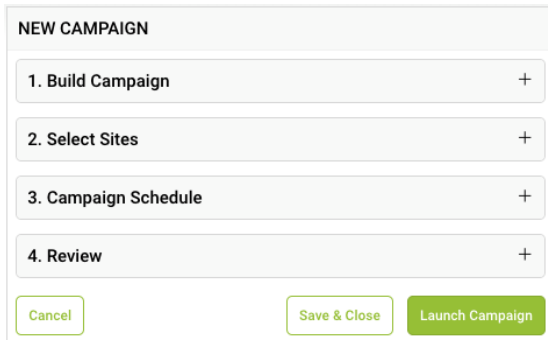 NEW CAMPAIGN
1. Build Campaign +
2. Select Sites +
3. Campaign Schedule +
4. Review +
Cancel Save & Close Launch Campaign